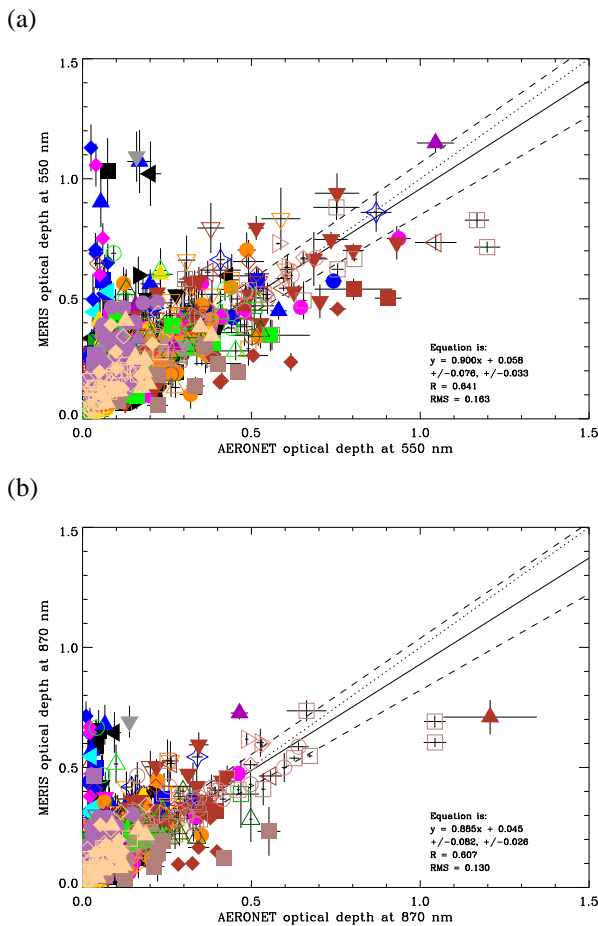 (a)
1.5
1.0
0.5
0.0
MERIS optical depth at 550 nm
Equation is:
y = 0.900x + 0.058
+/-0.076, +/-0.033
R = 0.641
RMS = 0.163
0.0 0.5 1.0 1.5
AERONET optical depth at 550 nm
(b)
1.5
1.0
0.5
0.0
MERIS optical depth at 870 nm
Equation is:
y = 0.885x + 0.045
+/-0.082, +/-0.026
R = 0.607
RMS = 0.130
0.0 0.5 1.0 1.5
AERONET optical depth at 870 nm